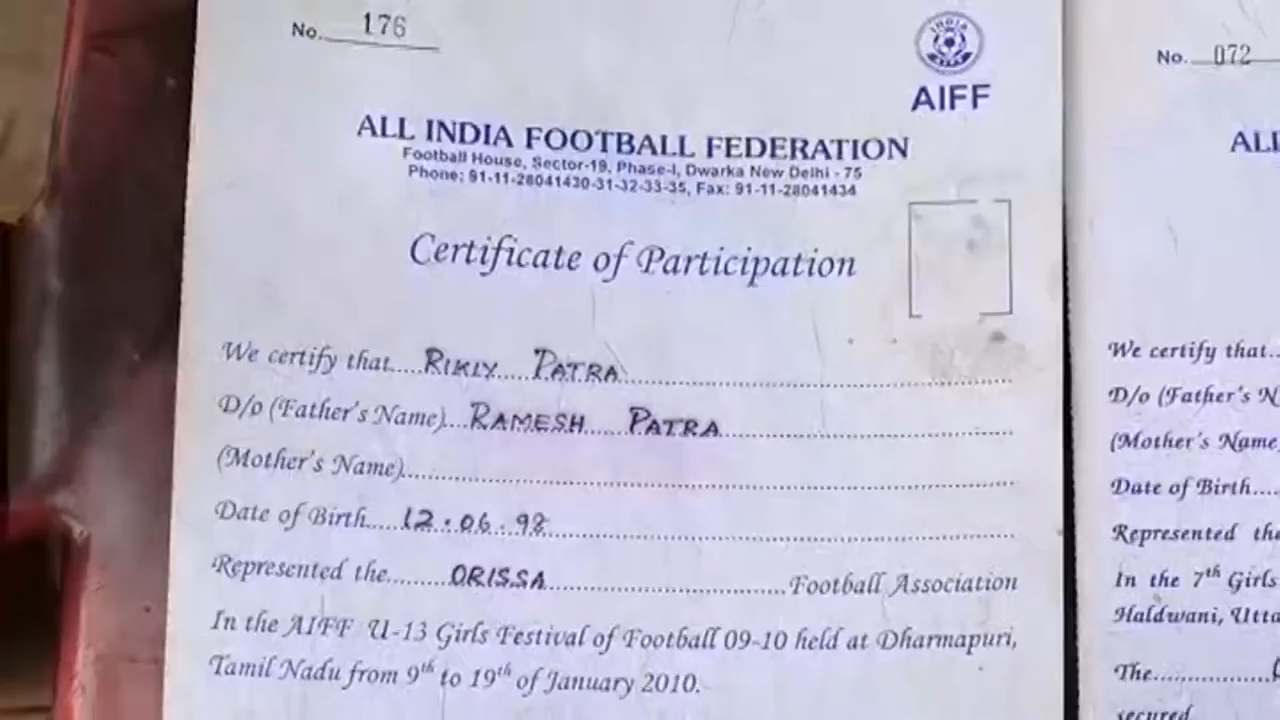 No. 176
INDIA
AIFF
AIFF
ALL INDIA FOOTBALL FEDERATION
Football House, Sector-19, Phase-I, Dwarka New Delhi - 75
Phone: 91-11-28041430-31-32-33-35, Fax: 91-11-28041434
Certificate of Participation
We certify that....RIKIY PATRA
D/o (Father's Name)....RAMESH PATRA
(Mother's Name)
Date of Birth....12.06.98
Represented the........ORISSA........Football Association
In the AIFF U-13 Girls Festival of Football 09-10 held at Dharmapuri,
Tamil Nadu from 9th to 19th of January 2010.
No. 072
We certify that..
D/o (Father's N
(Mother's Name)
Date of Birth....
Represented the
In the 7th Girls
Haldwani, Utta
The
secured